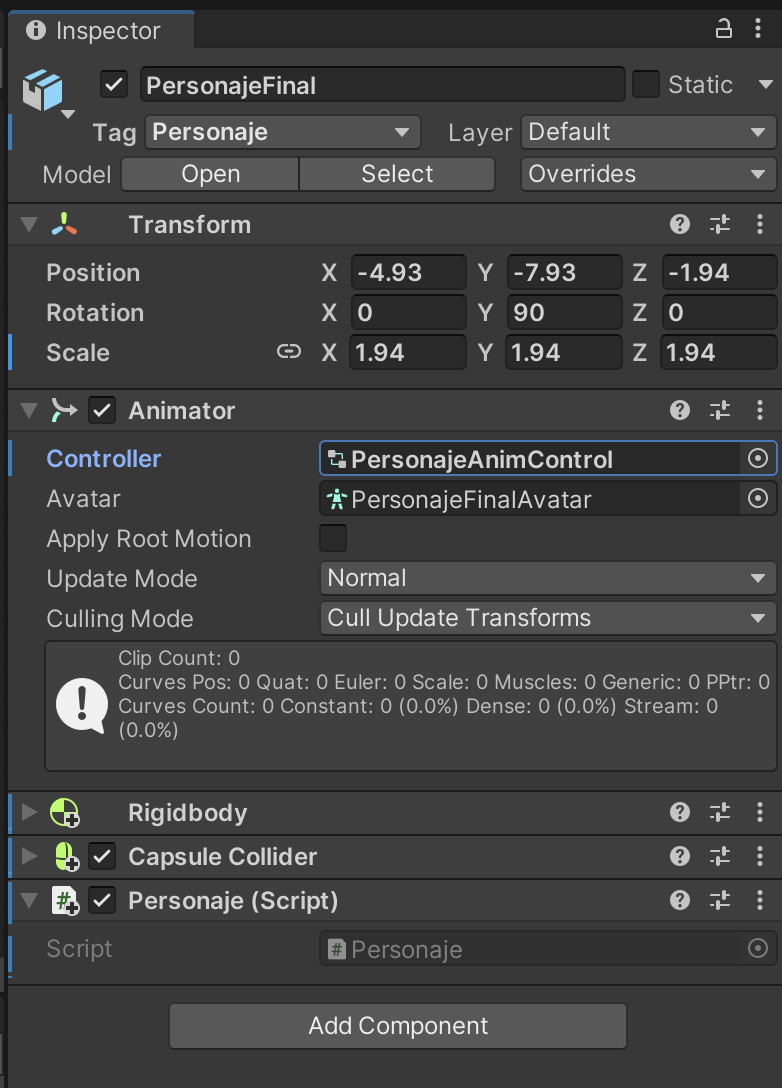 Inspector
PersonajeFinal Static
Tag Personaje Layer Default
Model Open Select Overrides
Transform
Position X -4.93 Y -7.93 Z -1.94
Rotation X 0 Y 90 Z 0
Scale X 1.94 Y 1.94 Z 1.94
Animator
Controller PersonajeAnimControl
Avatar PersonajeFinalAvatar
Apply Root Motion
Update Mode Normal
Culling Mode Cull Update Transforms
Clip Count: 0
Curves Pos: 0 Quat: 0 Euler: 0 Scale: 0 Muscles: 0 Generic: 0 PPtr: 0
Curves Count: 0 Constant: 0 (0.0%) Dense: 0 (0.0%) Stream: 0
(0.0%)
Rigidbody
Capsule Collider
# Personaje (Script)
Script # Personaje
Add Component